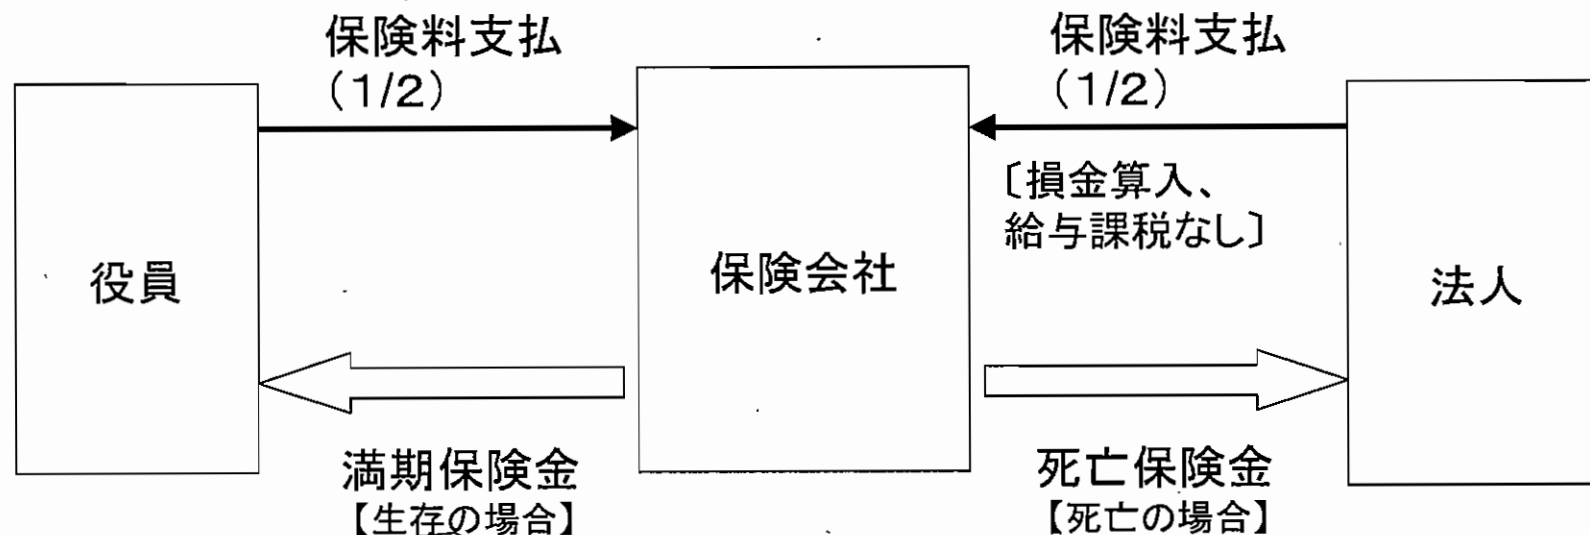 保険料支払
（1/2）
保険料支払
（1/2）
〔損金算入、
給与課税なし〕
役員
保険会社
法人
満期保険金
【生存の場合】
死亡保険金
【死亡の場合】